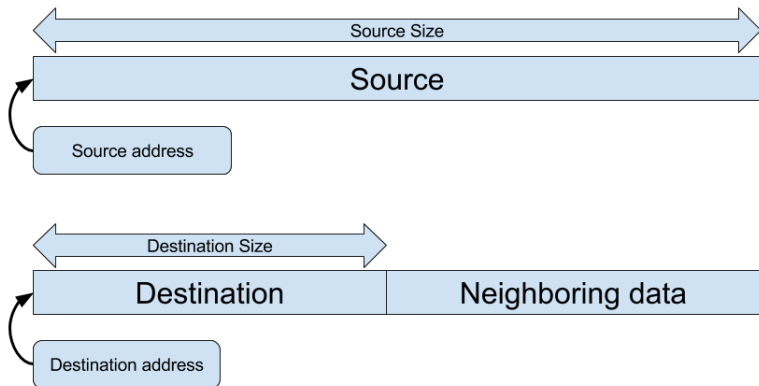 Source Size
Source
Source address
Destination Size
Destination Neighboring data
Destination address